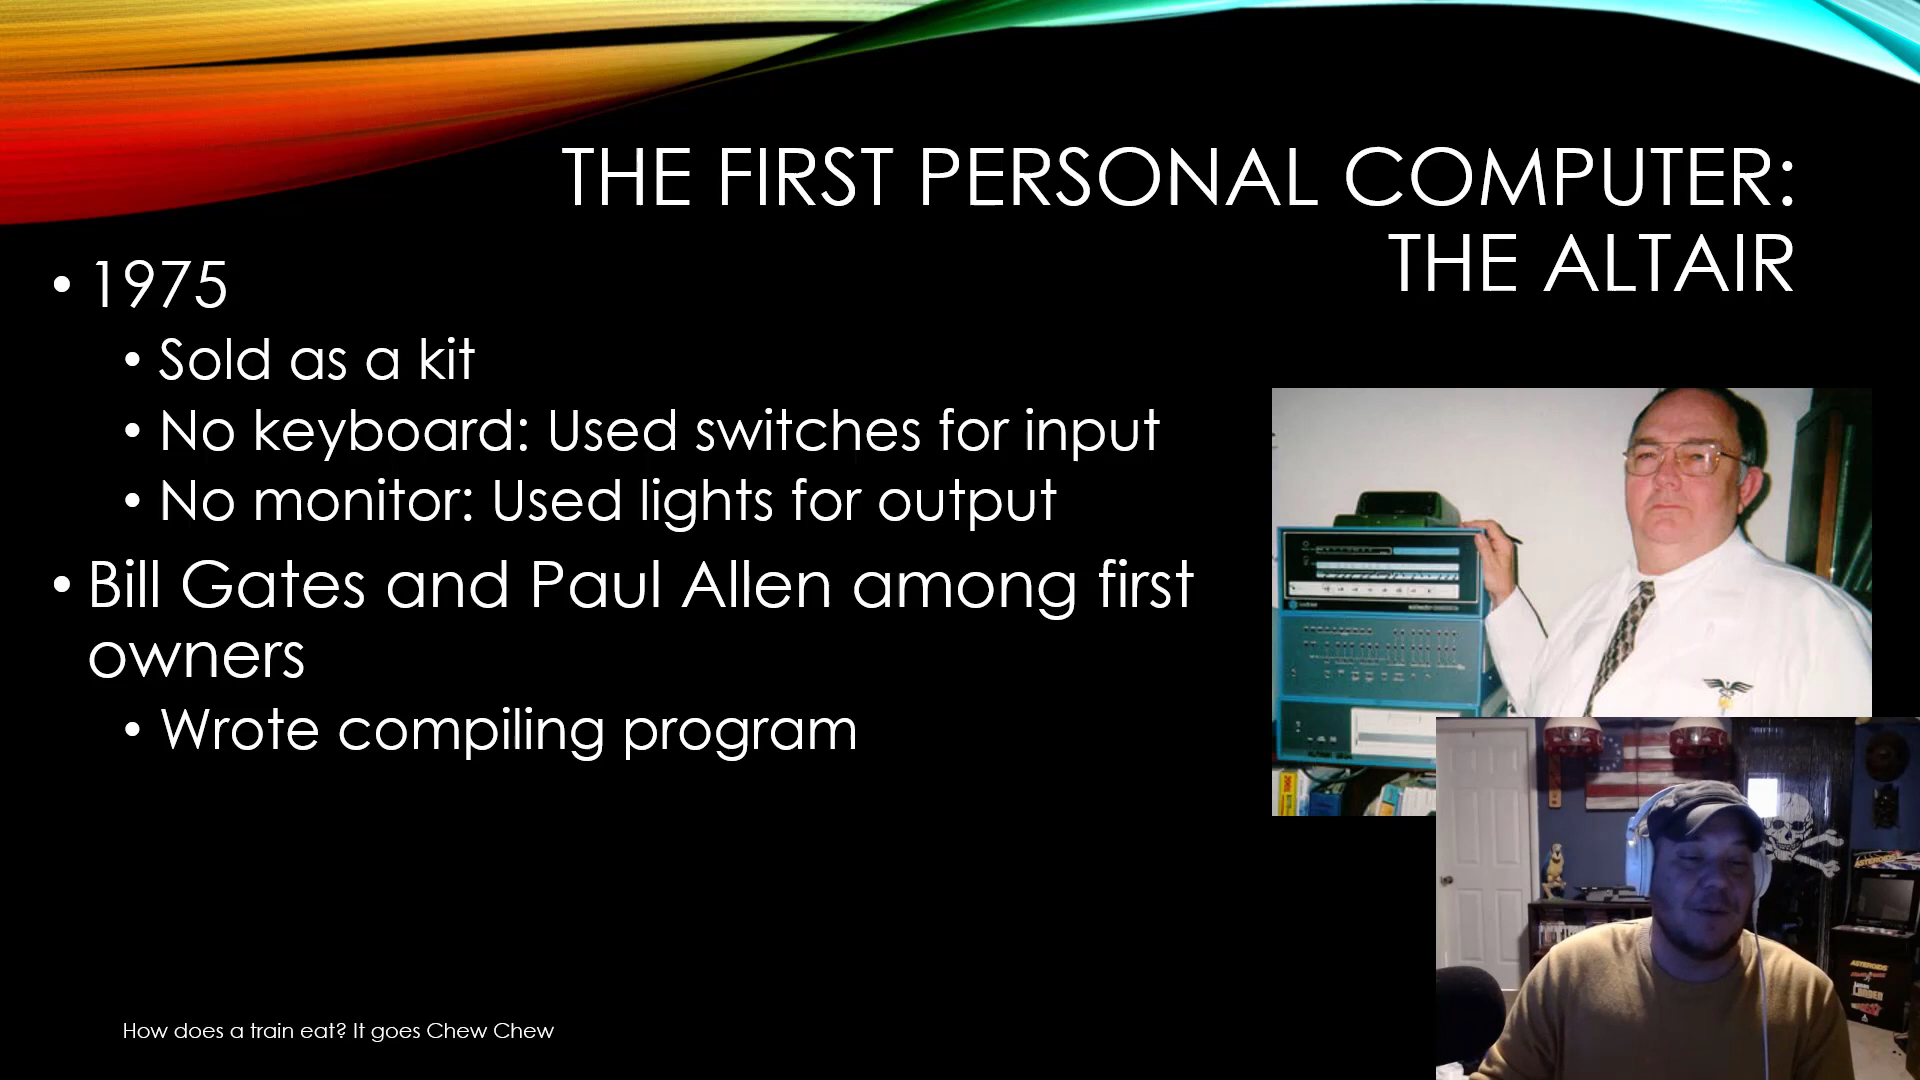 THE FIRST PERSONAL COMPUTER:
THE ALTAIR
• 1975
• Sold as a kit
• No keyboard: Used switches for input
• No monitor: Used lights for output
• Bill Gates and Paul Allen among first
owners
• Wrote compiling program
How does a train eat? It goes Chew Chew
ASTEROIDS
ASTEROIDS